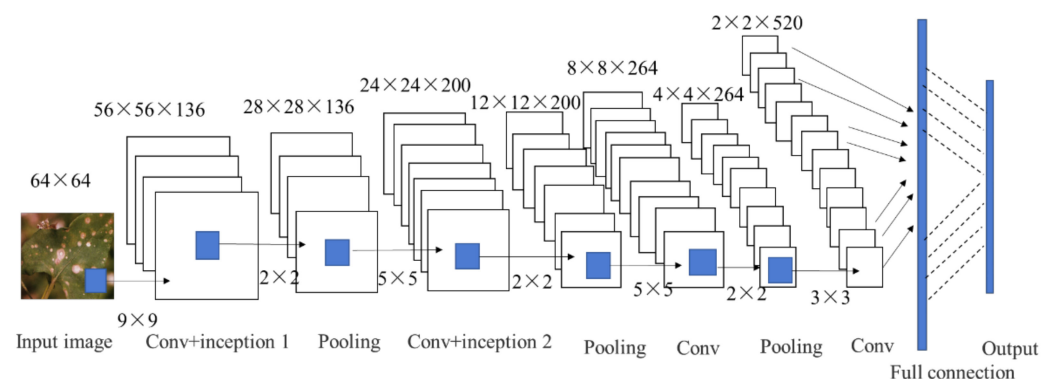 2×2×520
8×8×264
24×24×200
4×4×264
56×56×136
28×28×136
12×12×200
64×64
2×2
5×5
2×2
5×5
2×2
3×3
9×9
Input image
Conv+inception 1
Pooling
Conv+inception 2
Pooling
Conv
Pooling
Conv
Output
Full connection